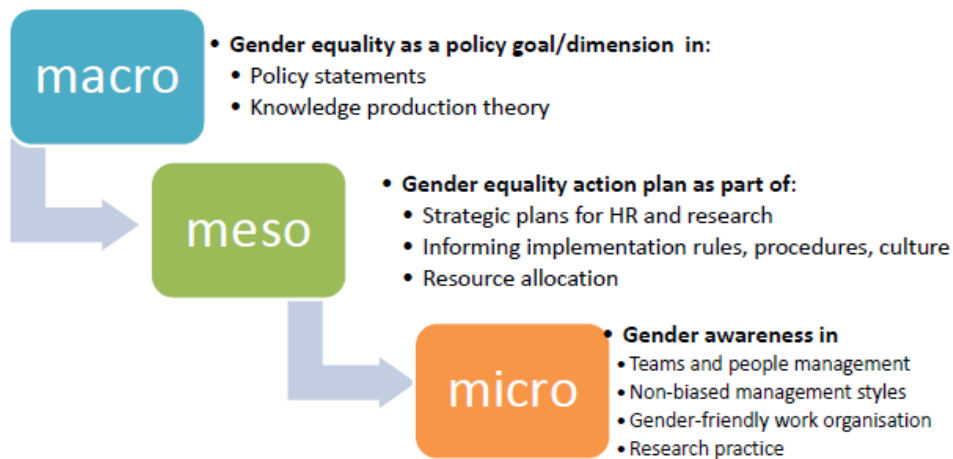 macro
• Gender equality as a policy goal/dimension in:
• Policy statements
• Knowledge production theory
meso
• Gender equality action plan as part of:
• Strategic plans for HR and research
• Informing implementation rules, procedures, culture
• Resource allocation
micro
• Gender awareness in
• Teams and people management
• Non-biased management styles
• Gender-friendly work organisation
• Research practice